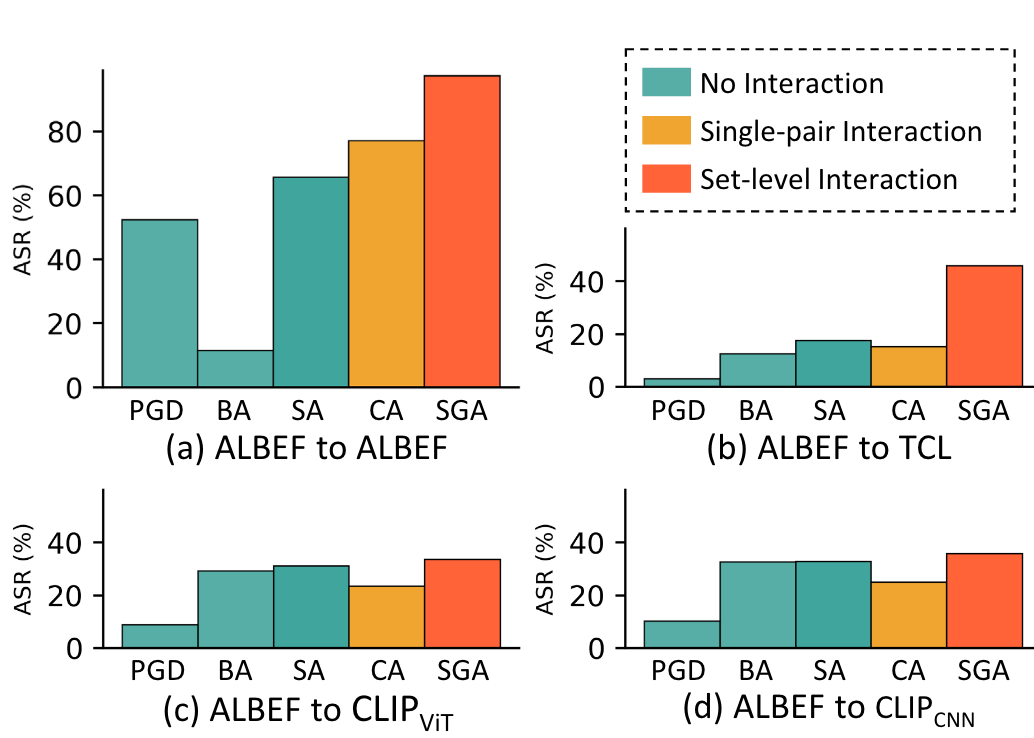 No Interaction
Single-pair Interaction
Set-level Interaction
ASR (%)
80
60
40
20
0
PGD BA SA CA SGA
(a) ALBEF to ALBEF
ASR (%)
40
20
0
PGD BA SA CA SGA
(b) ALBEF to TCL
ASR (%)
40
20
0
PGD BA SA CA SGA
(c) ALBEF to CLIP_ViT
ASR (%)
40
20
0
PGD BA SA CA SGA
(d) ALBEF to CLIP_CNN